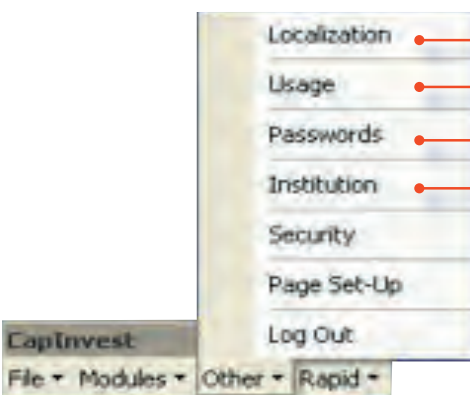 Localization
Usage
Passwords
Institution
Security
Page Set-Up
Log Out
CapInvest
File Modules Other Rapid